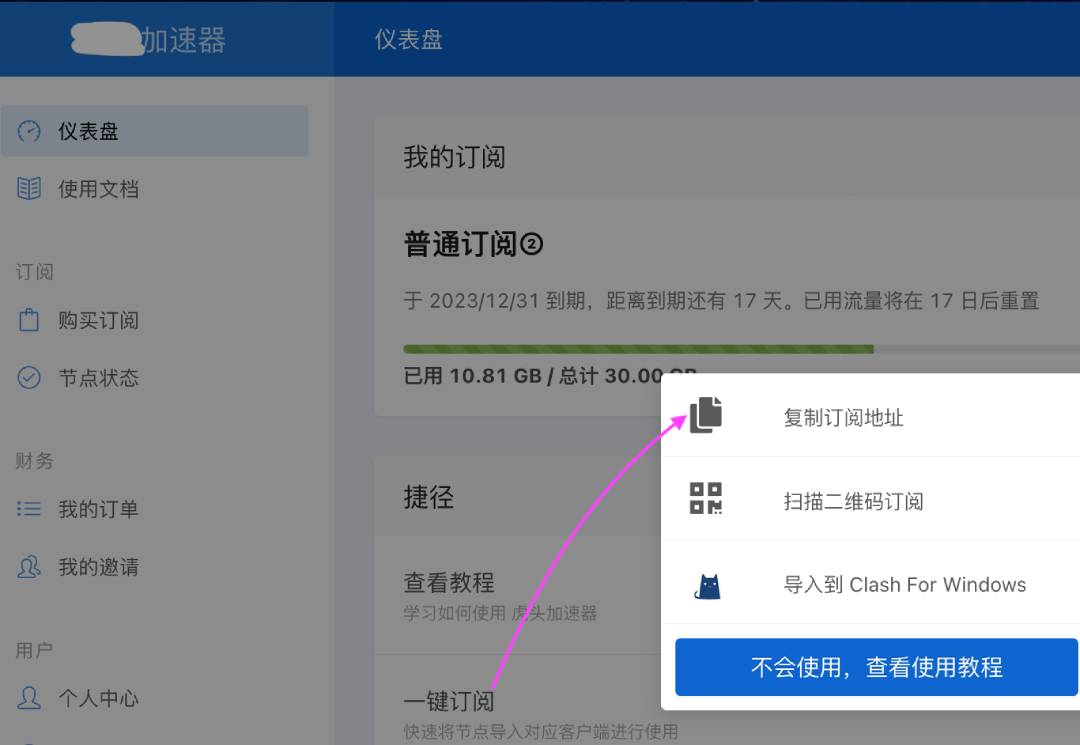 加速器
仪表盘
仪表盘
使用文档
订阅
购买订阅
节点状态
财务
我的订单
我的邀请
用户
个人中心
我的订阅
普通订阅②
于 2023/12/31 到期，距离到期还有 17 天。已用流量将在 17 日后重置
已用 10.81 GB / 总计 30.00 GB
捷径
查看教程
学习如何使用 虎头加速器
一键订阅
快速将节点导入对应客户端进行使用
复制订阅地址
扫描二维码订阅
导入到 Clash For Windows
不会使用，查看使用教程